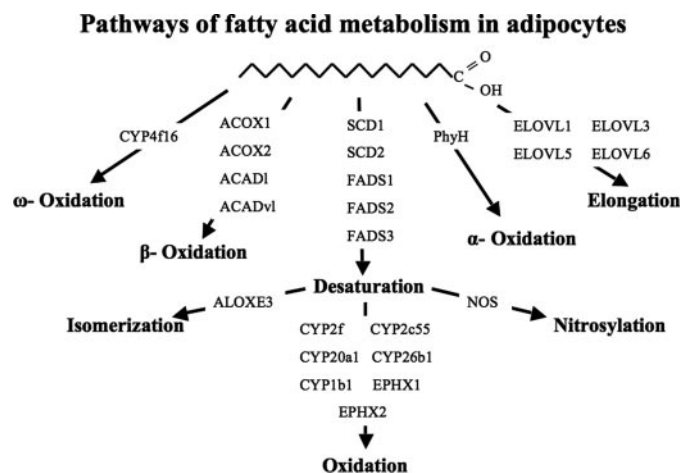 Pathways of fatty acid metabolism in adipocytes
O
C
OH
CYP4f16
ω- Oxidation
ACOX1
ACOX2
ACADl
ACADvl
β- Oxidation
SCD1
SCD2
FADS1
FADS2
FADS3
Desaturation
PhyH
α- Oxidation
ELOVL1 ELOVL3
ELOVL5 ELOVL6
Elongation
ALOXE3
Isomerization
NOS
Nitrosylation
CYP2f CYP2c55
CYP20a1 CYP26b1
CYP1b1 EPHX1
EPHX2
Oxidation